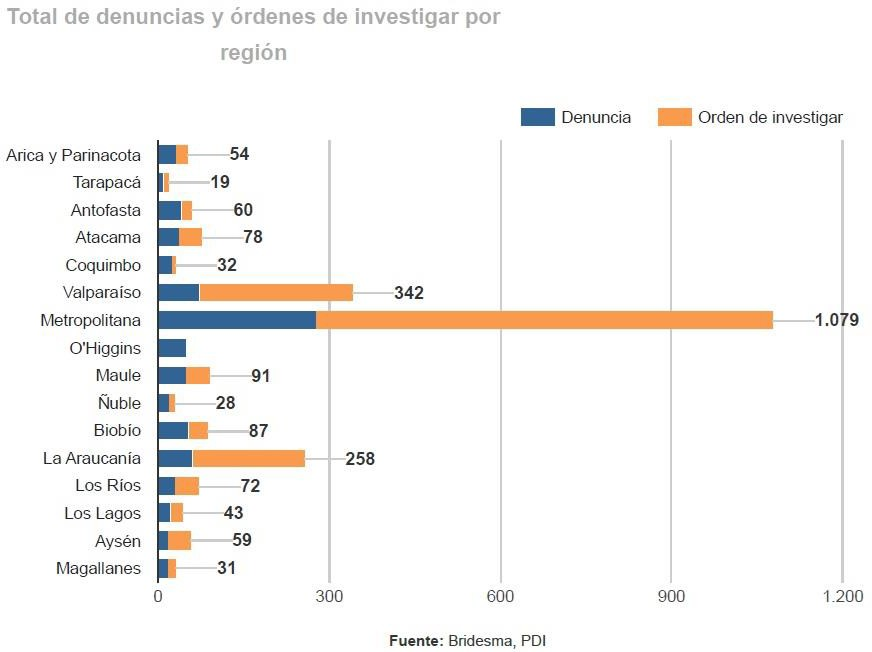 Total de denuncias y órdenes de investigar por
región
Denuncia
Orden de investigar
Arica y Parinacota 54
Tarapacá 19
Antofasta 60
Atacama 78
Coquimbo 32
Valparaíso 342
Metropolitana 1.079
O'Higgins
Maule 91
Ñuble 28
Biobío 87
La Araucanía 258
Los Ríos 72
Los Lagos 43
Aysén 59
Magallanes 31
0 300 600 900 1.200
Fuente: Bridesma, PDI